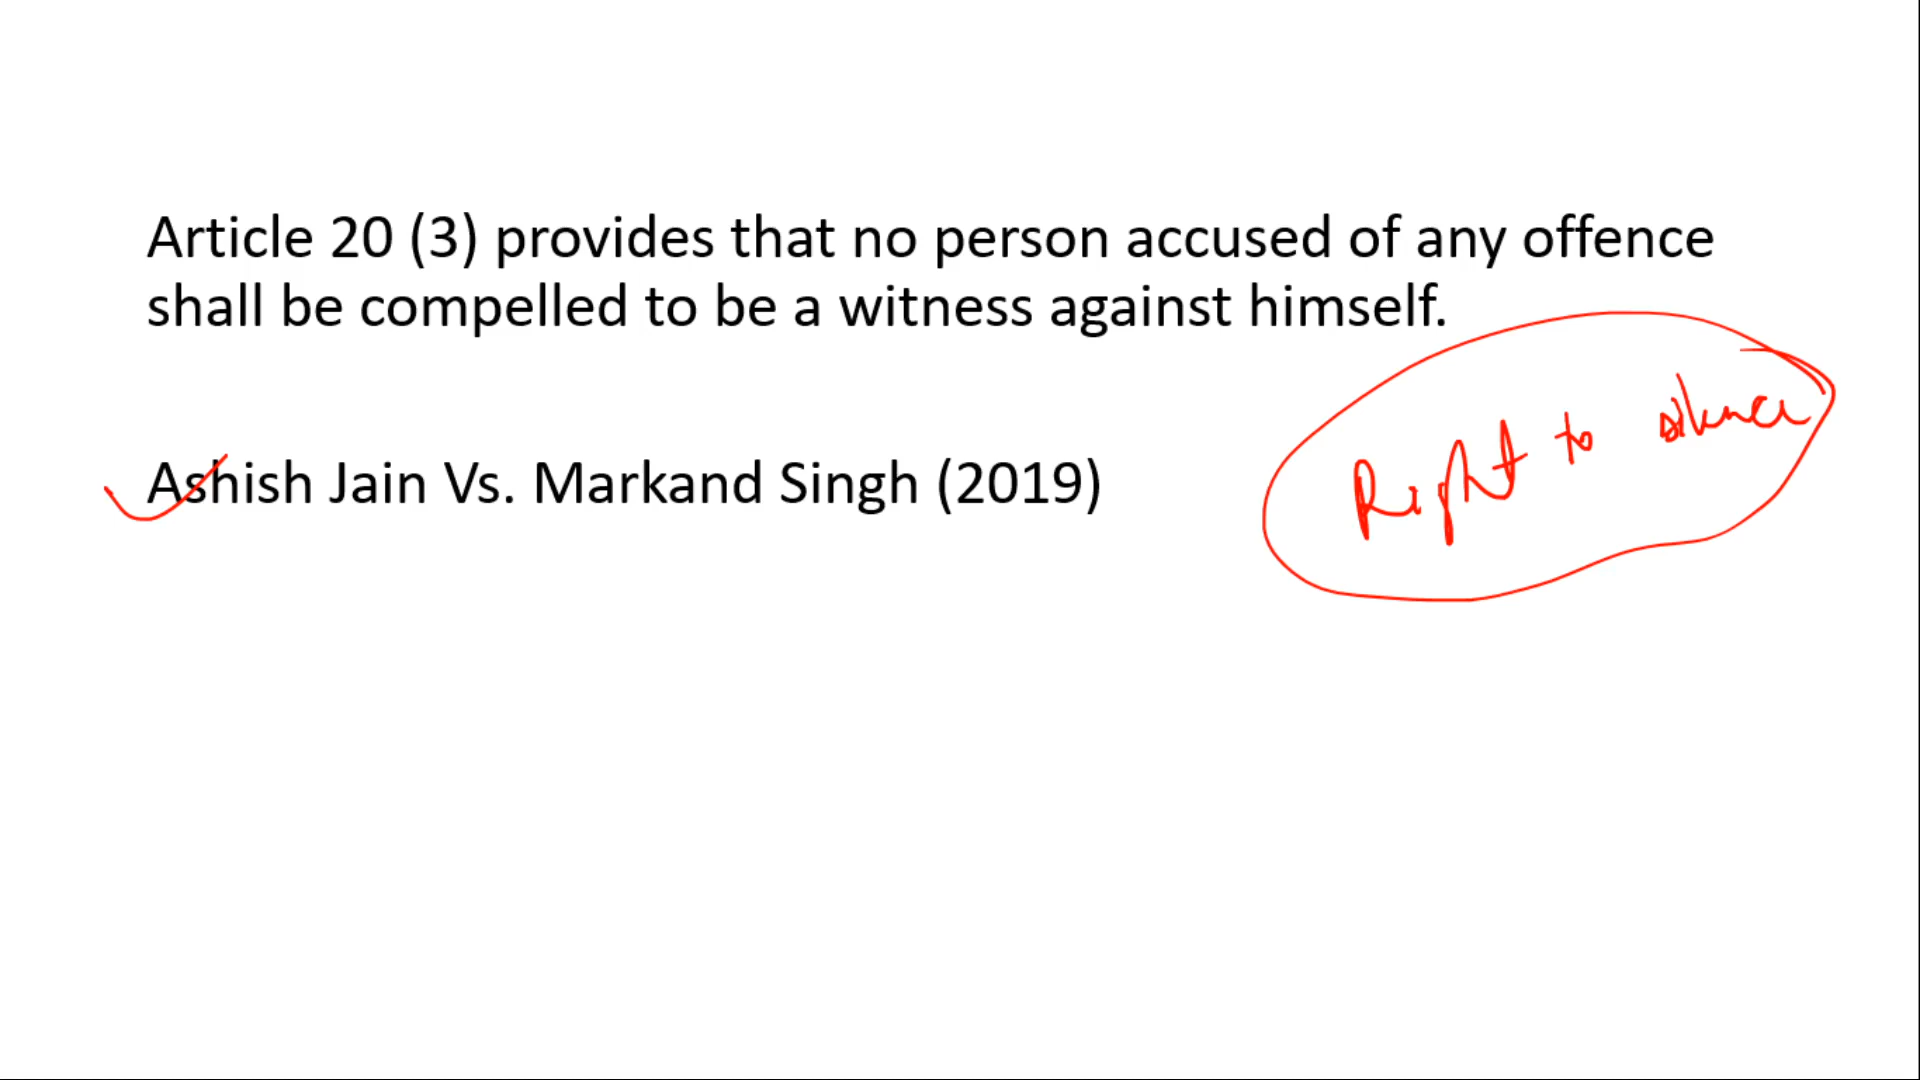 Article 20 (3) provides that no person accused of any offence
shall be compelled to be a witness against himself.
Right to silence
Ashish Jain Vs. Markand Singh (2019)